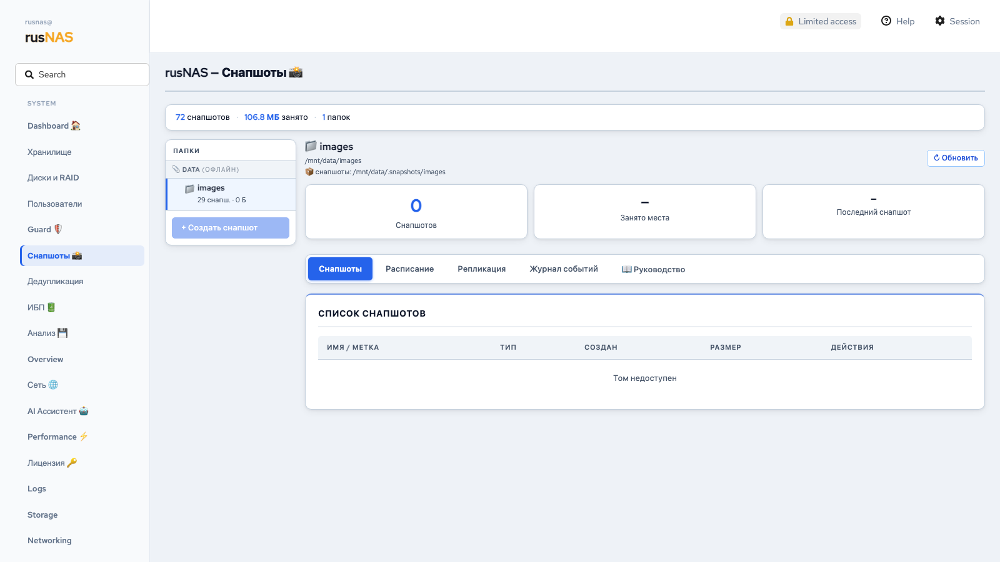 rusnas@
rusNAS
Search
SYSTEM
Dashboard
Хранилище
Диски и RAID
Пользователи
Guard
Снапшоты
Дедупликация
ИБП
Анализ
Overview
Сеть
AI Ассистент
Performance
Лицензия
Logs
Storage
Networking
Limited access
Help
Session
rusNAS — Снапшоты
72 снапшотов · 106.8 МБ занято · 1 папок
ПАПКИ
DATA (ОФЛАЙН)
images
29 снапш. · 0 Б
+ Создать снапшот
images
/mnt/data/images
снапшоты: /mnt/data/.snapshots/images
Обновить
0
Снапшотов
–
Занято места
–
Последний снапшот
Снапшоты
Расписание
Репликация
Журнал событий
Руководство
СПИСОК СНАПШОТОВ
ИМЯ / МЕТКА ТИП СОЗДАН РАЗМЕР ДЕЙСТВИЯ
Том недоступен